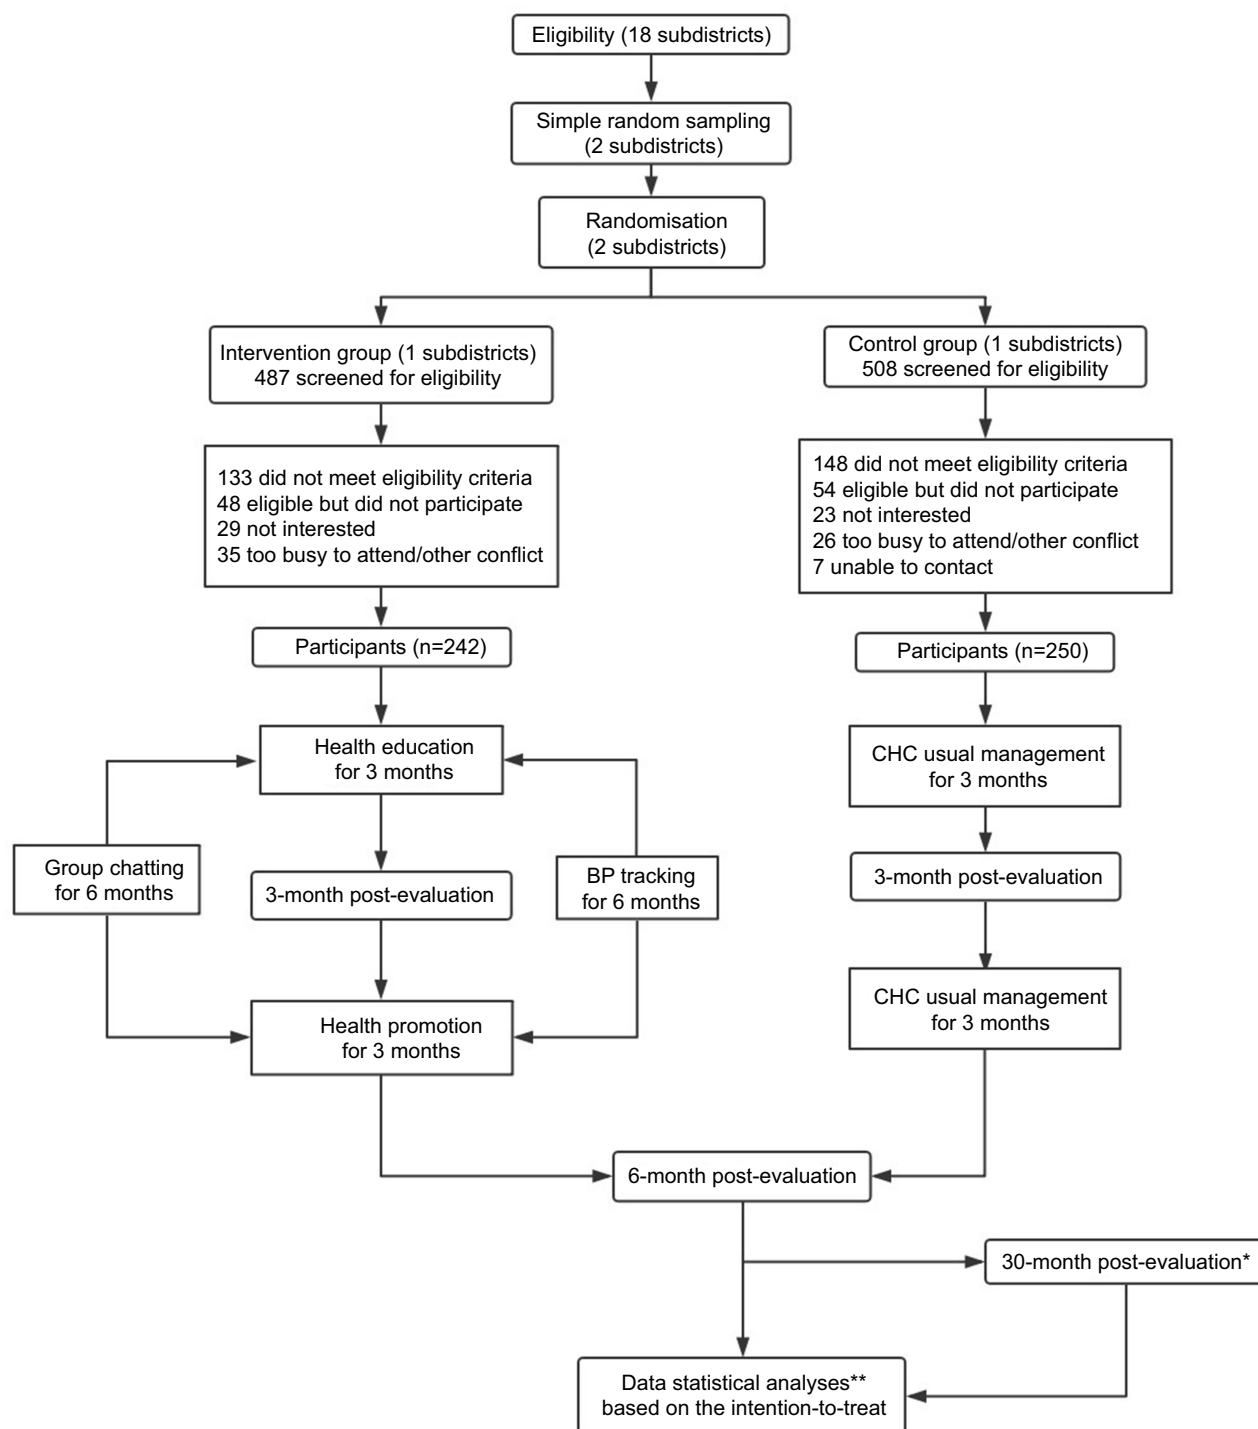 Eligibility (18 subdistricts)
Simple random sampling
(2 subdistricts)
Randomisation
(2 subdistricts)
Intervention group (1 subdistricts)
487 screened for eligibility
Control group (1 subdistricts)
508 screened for eligibility
133 did not meet eligibility criteria
48 eligible but did not participate
29 not interested
35 too busy to attend/other conflict
148 did not meet eligibility criteria
54 eligible but did not participate
23 not interested
26 too busy to attend/other conflict
7 unable to contact
Participants (n=242)
Participants (n=250)
Health education
for 3 months
CHC usual management
for 3 months
Group chatting
for 6 months
3-month post-evaluation
BP tracking
for 6 months
3-month post-evaluation
Health promotion
for 3 months
CHC usual management
for 3 months
6-month post-evaluation
30-month post-evaluation*
Data statistical analyses**
based on the intention-to-treat